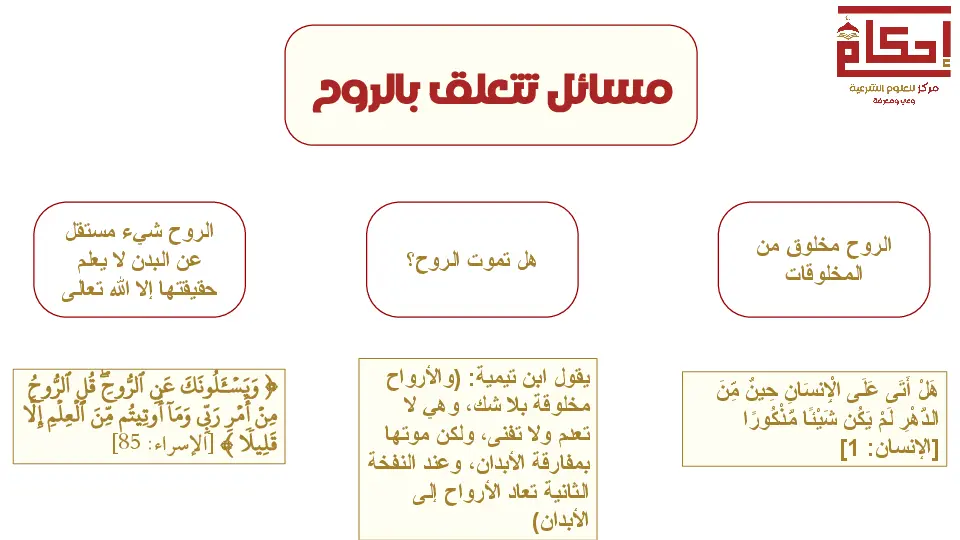 إحكام
مركز للعلوم الشرعية
وعي ومعرفة
مسائل تتعلق بالروح
الروح مخلوق من
المخلوقات
هَلْ أَتَى عَلَى الْإِنسَانِ حِينٌ مِّنَ
الدَّهْرِ لَمْ يَكُن شَيْئًا مَّذْكُورًا
[الإنسان: 1]
هل تموت الروح؟
يقول ابن تيمية: (والأرواح
مخلوقة بلا شك، وهي لا
تعدم ولا تفنى، ولكن موتها
بمفارقة الأبدان، وعند النفخة
الثانية تعاد الأرواح إلى
الأبدان)
الروح شيء مستقل
عن البدن لا يعلم
حقيقتها إلا الله تعالى
﴿ وَيَسْـَٔلُونَكَ عَنِ ٱلرُّوحِۖ قُلِ ٱلرُّوحُ
مِنْ أَمْرِ رَبِّى وَمَآ أُوتِيتُم مِّنَ ٱلْعِلْمِ إِلَّا
قَلِيلًا ﴾ [الإسراء: 85]